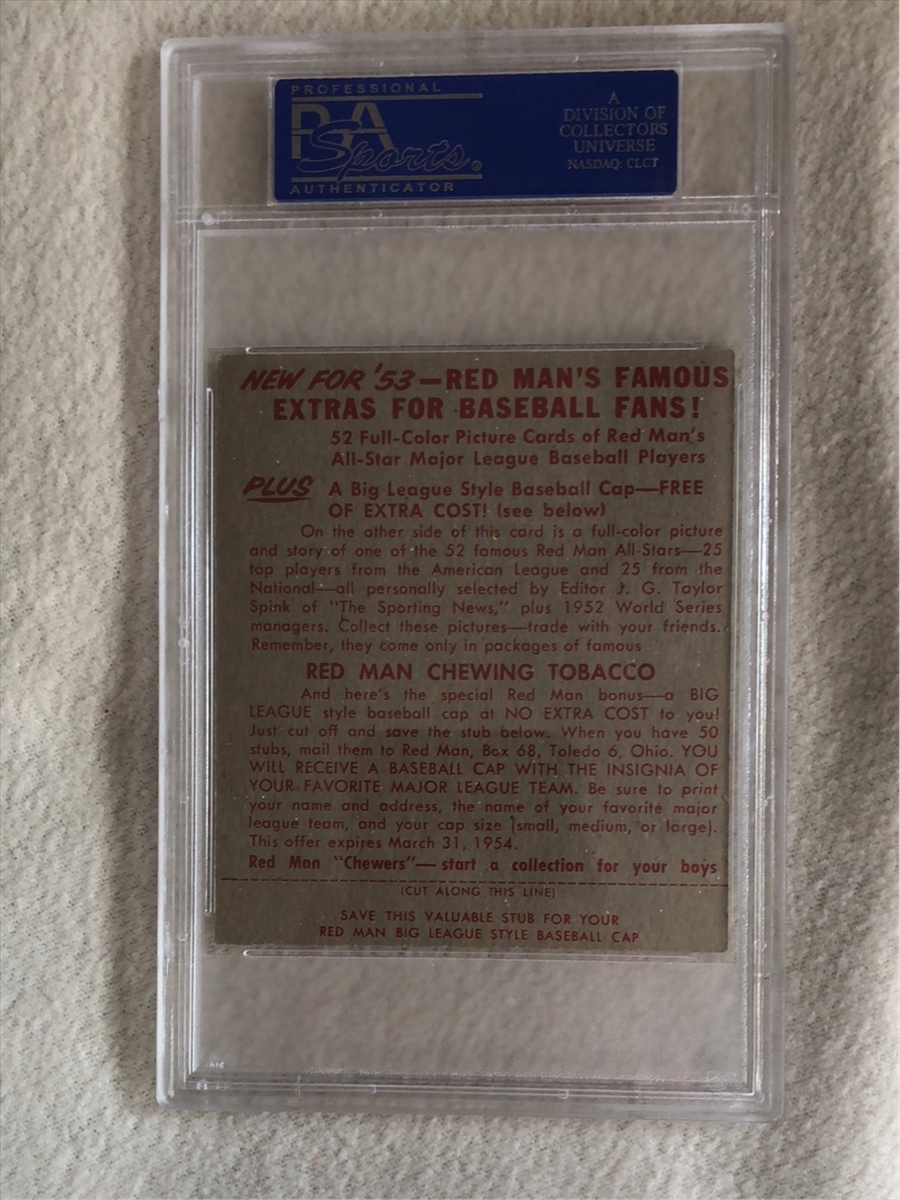 PROFESSIONAL
PSA
Sports®
AUTHENTICATOR
A
DIVISION OF
COLLECTORS
UNIVERSE
NASDAQ: CLCT
NEW FOR '53—RED MAN'S FAMOUS
EXTRAS FOR BASEBALL FANS!
52 Full-Color Picture Cards of Red Man's
All-Star Major League Baseball Players
PLUS A Big League Style Baseball Cap—FREE
OF EXTRA COST! (see below)
On the other side of this card is a full-color picture
and story of one of the 52 famous Red Man All-Stars—25
top players from the American League and 25 from the
National—all personally selected by Editor J. G. Taylor
Spink of "The Sporting News," plus 1952 World Series
managers. Collect these pictures—trade with your friends.
Remember, they come only in packages of famous
RED MAN CHEWING TOBACCO
And here's the special Red Man bonus—a BIG
LEAGUE style baseball cap at NO EXTRA COST to you!
Just cut off and save the stub below. When you have 50
stubs, mail them to Red Man, Box 68, Toledo 6, Ohio. YOU
WILL RECEIVE A BASEBALL CAP WITH THE INSIGNIA OF
YOUR FAVORITE MAJOR LEAGUE TEAM. Be sure to print
your name and address, the name of your favorite major
league team, and your cap size (small, medium, or large).
This offer expires March 31, 1954.
Red Man "Chewers"—start a collection for your boys
(CUT ALONG THIS LINE)
SAVE THIS VALUABLE STUB FOR YOUR
RED MAN BIG LEAGUE STYLE BASEBALL CAP